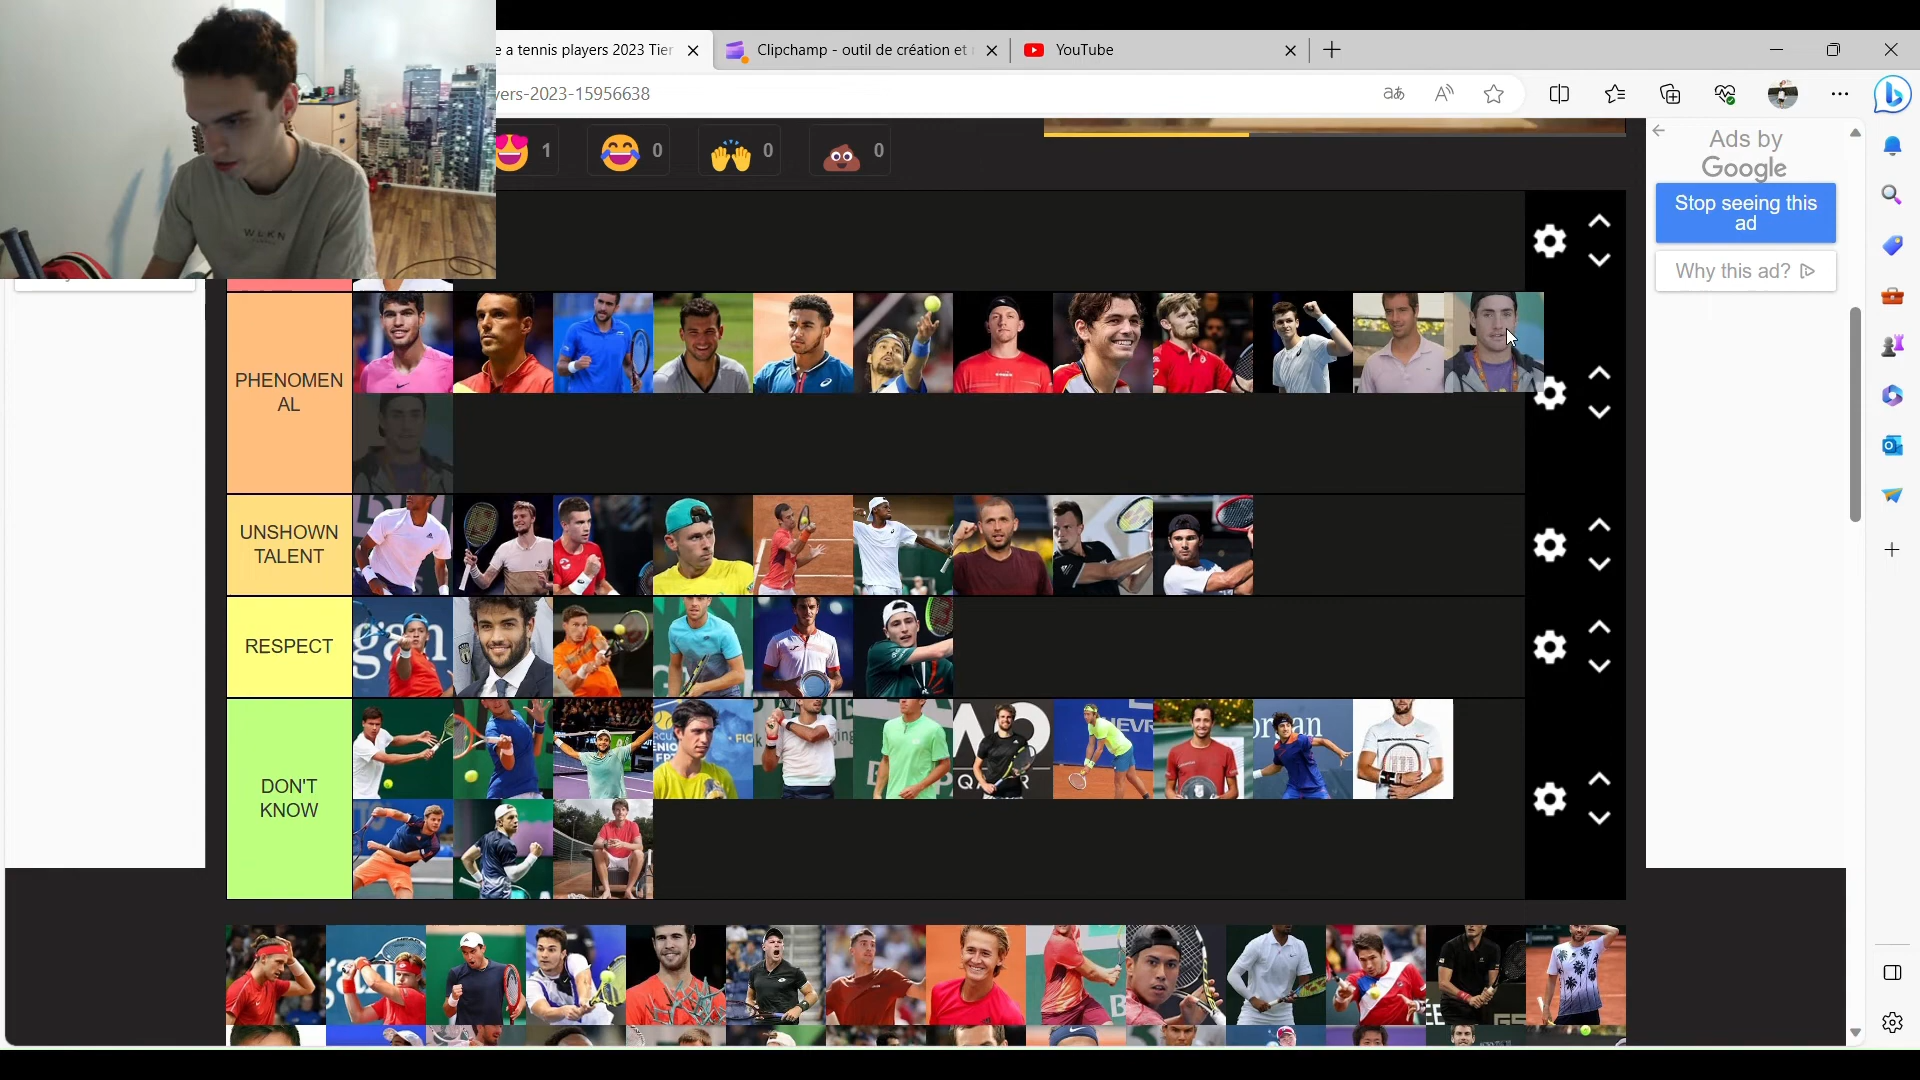 e a tennis players 2023 Tier
Clipchamp - outil de création et
YouTube
yers-2023-15956638
1
0
0
0
Ads by
Google
Stop seeing this
ad
Why this ad?
WLKN
PHENOMEN
AL
UNSHOWN
TALENT
RESPECT
DON'T
KNOW